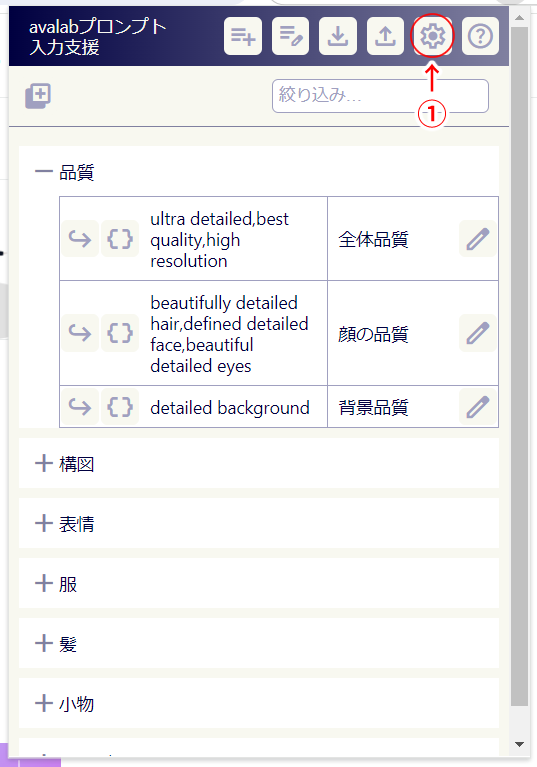 avalabプロンプト
入力支援
①
絞り込み...
品質
ultra detailed,best
quality,high
resolution
全体品質
beautifully detailed
hair,defined detailed
face,beautiful
detailed eyes
顔の品質
detailed background
背景品質
構図
表情
服
髪
小物